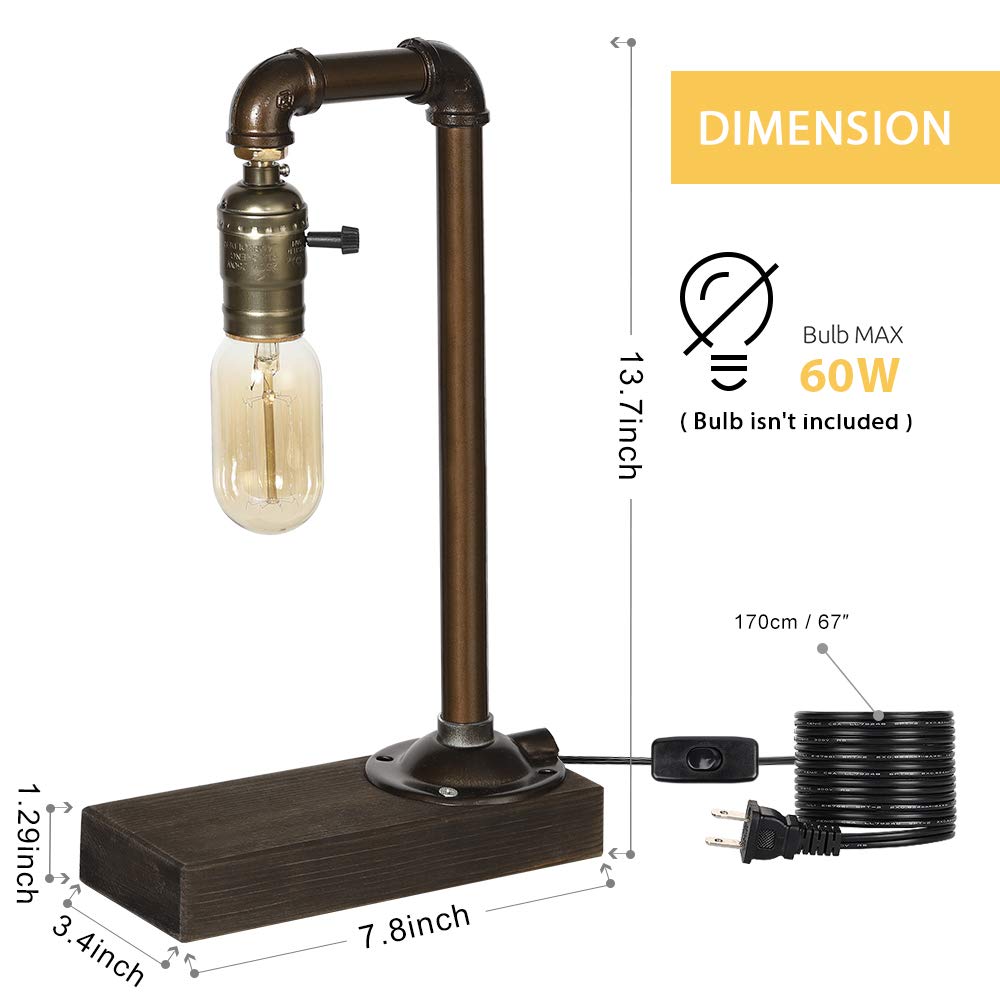 DIMENSION
Bulb MAX
60W
( Bulb isn't included )
13.7inch
170cm / 67″
1.29inch
3.4inch
7.8inch